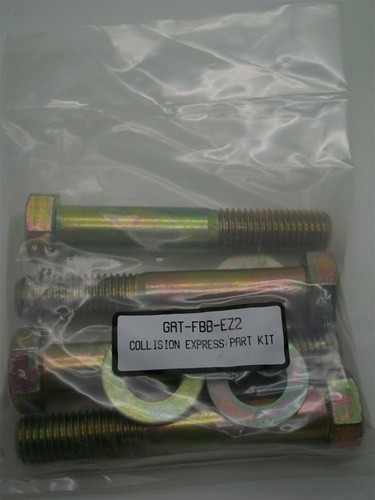 GAT-FBB-EZ2
COLLISION EXPRESS PART KIT